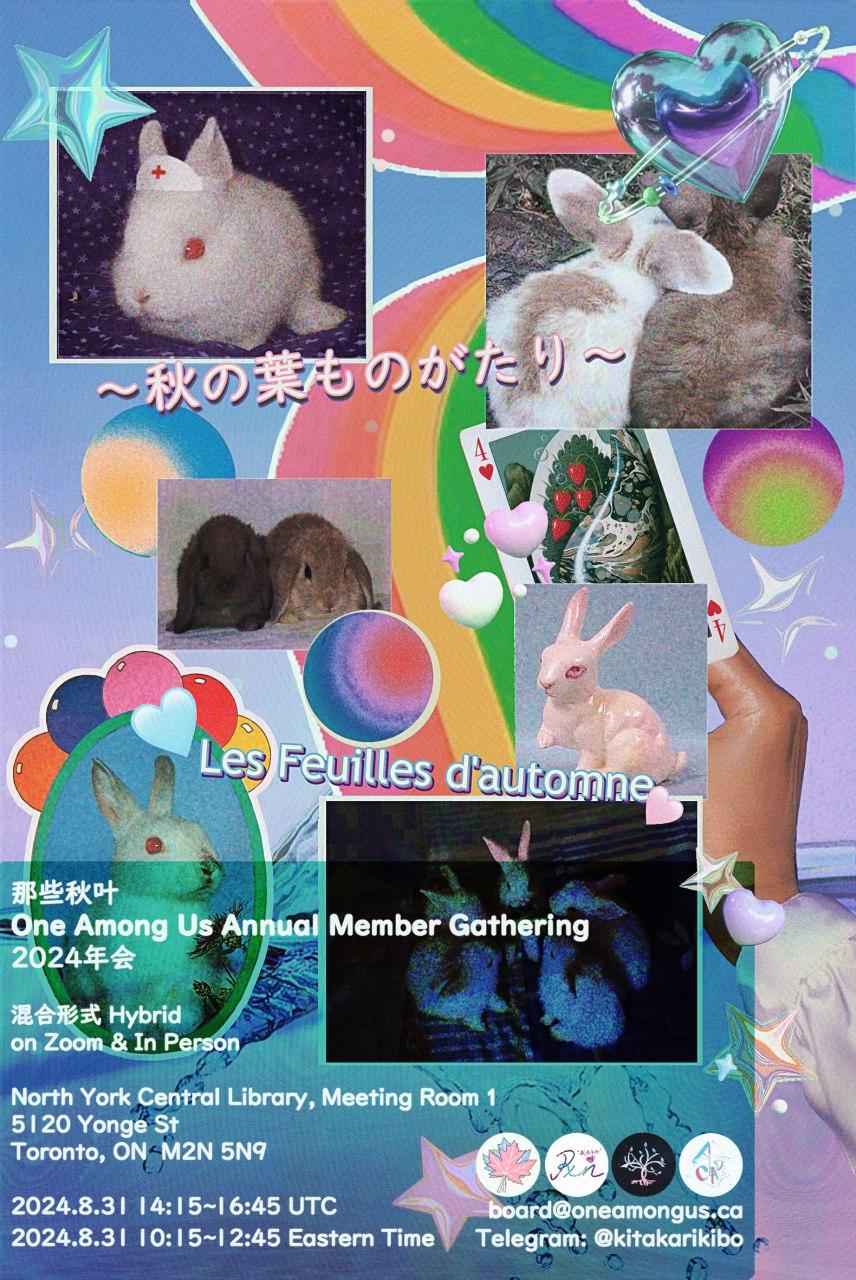 ～秋の葉ものがたり～
4
4
Les Feuilles d'automne
那些秋叶
One Among Us Annual Member Gathering
2024年会
混合形式 Hybrid
on Zoom & In Person
North York Central Library, Meeting Room 1
5120 Yonge St
Toronto, ON M2N 5N9
2024.8.31 14:15~16:45 UTC
2024.8.31 10:15~12:45 Eastern Time
board@oneamongus.ca
Telegram: @kitakarikibo